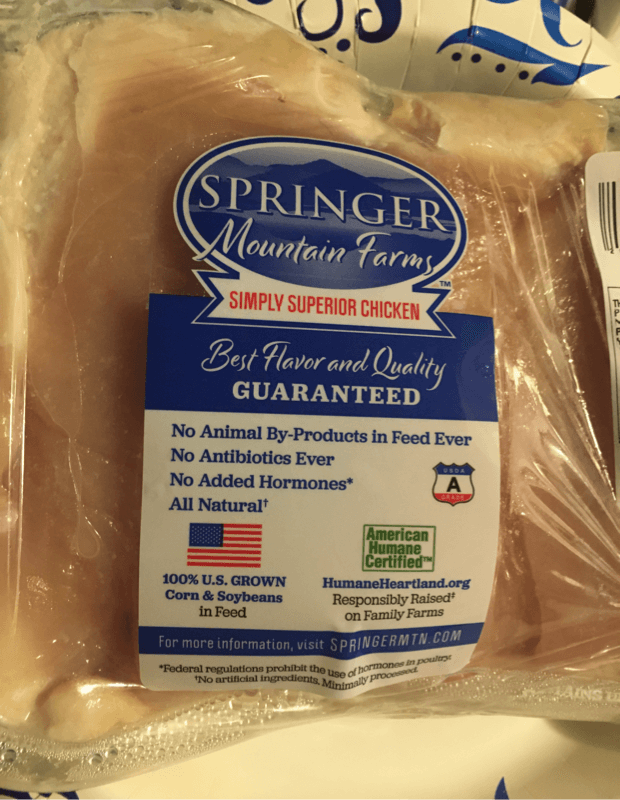 SPRINGER
Mountain Farms
TM
SIMPLY SUPERIOR CHICKEN
Best Flavor and Quality
GUARANTEED
No Animal By-Products in Feed Ever
No Antibiotics Ever
No Added Hormones*
All Natural†
USDA
A
GRADE
100% U.S. GROWN
Corn & Soybeans
in Feed
American
Humane
Certified™
HumaneHeartland.org
Responsibly Raised‡
on Family Farms
For more information, visit SPRINGERMTN.COM
*Federal regulations prohibit the use of hormones in poultry.
†No artificial ingredients. Minimally processed.